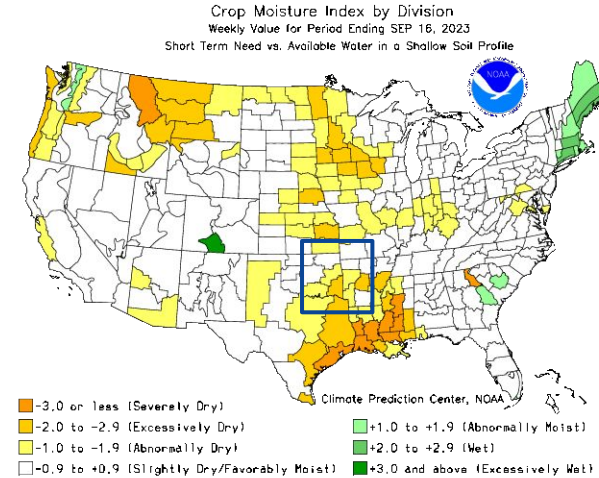 Crop Moisture Index by Division
Weekly Value for Period Ending SEP 16, 2023
Short Term Need vs. Available Water in a Shallow Soil Profile
NOAA
Climate Prediction Center, NOAA
-3.0 or less (Severely Dry)
-2.0 to -2.9 (Excessively Dry)
-1.0 to -1.9 (Abnormally Dry)
-0.9 to +0.9 (Slightly Dry/Favorably Moist)
+1.0 to +1.9 (Abnormally Moist)
+2.0 to +2.9 (Wet)
+3.0 and above (Excessively Wet)